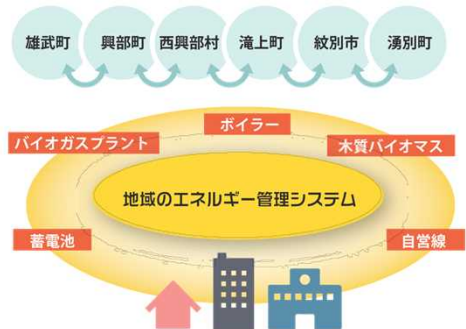 雄武町
興部町
西興部村
滝上町
紋別市
湧別町
ボイラー
バイオガスプラント
木質バイオマス
地域のエネルギー管理システム
蓄電池
自営線